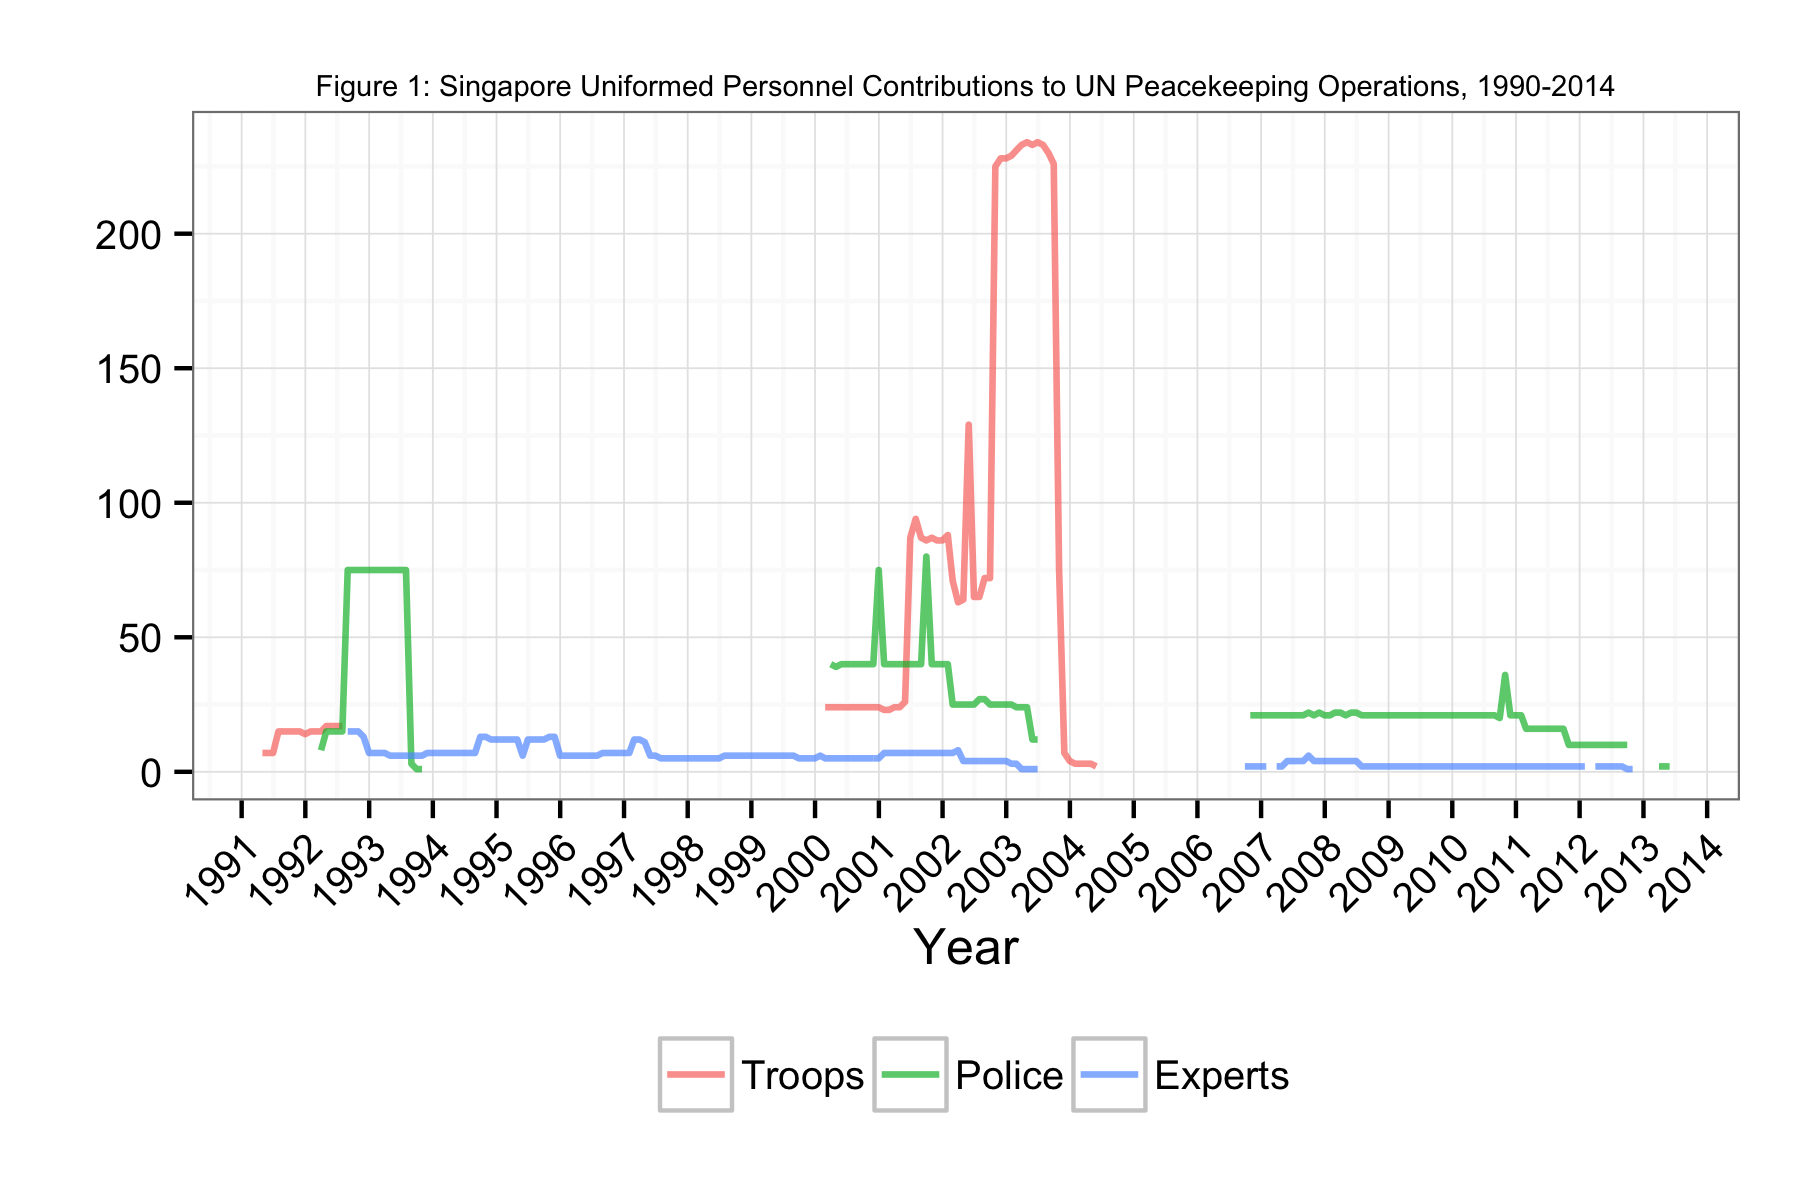 Figure 1: Singapore Uniformed Personnel Contributions to UN Peacekeeping Operations, 1990-2014
200
150
100
50
0
1991 1992 1993 1994 1995 1996 1997 1998 1999 2000 2001 2002 2003 2004 2005 2006 2007 2008 2009 2010 2011 2012 2013 2014
Year
Troops Police Experts